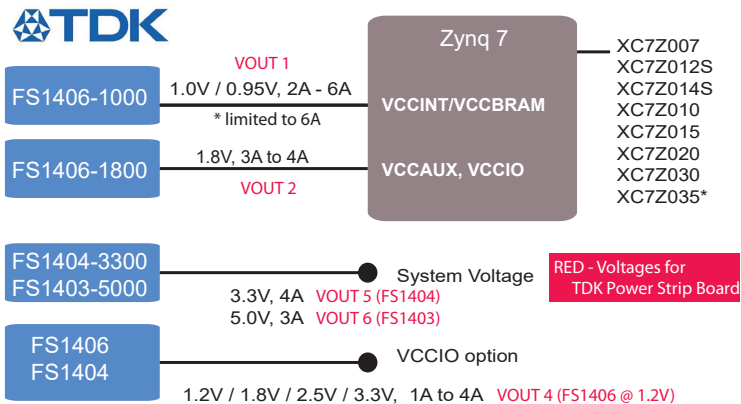 TDK
VOUT 1
FS1406-1000
1.0V / 0.95V, 2A - 6A
* limited to 6A
Zynq 7
VCCINT/VCCBRAM
FS1406-1800
1.8V, 3A to 4A
VOUT 2
VCCAUX, VCCIO
XC7Z007
XC7Z012S
XC7Z014S
XC7Z010
XC7Z015
XC7Z020
XC7Z030
XC7Z035*
FS1404-3300
FS1403-5000
System Voltage
3.3V, 4A VOUT 5 (FS1404)
5.0V, 3A VOUT 6 (FS1403)
RED - Voltages for
TDK Power Strip Board
FS1406
FS1404
VCCIO option
1.2V / 1.8V / 2.5V / 3.3V, 1A to 4A VOUT 4 (FS1406 @ 1.2V)